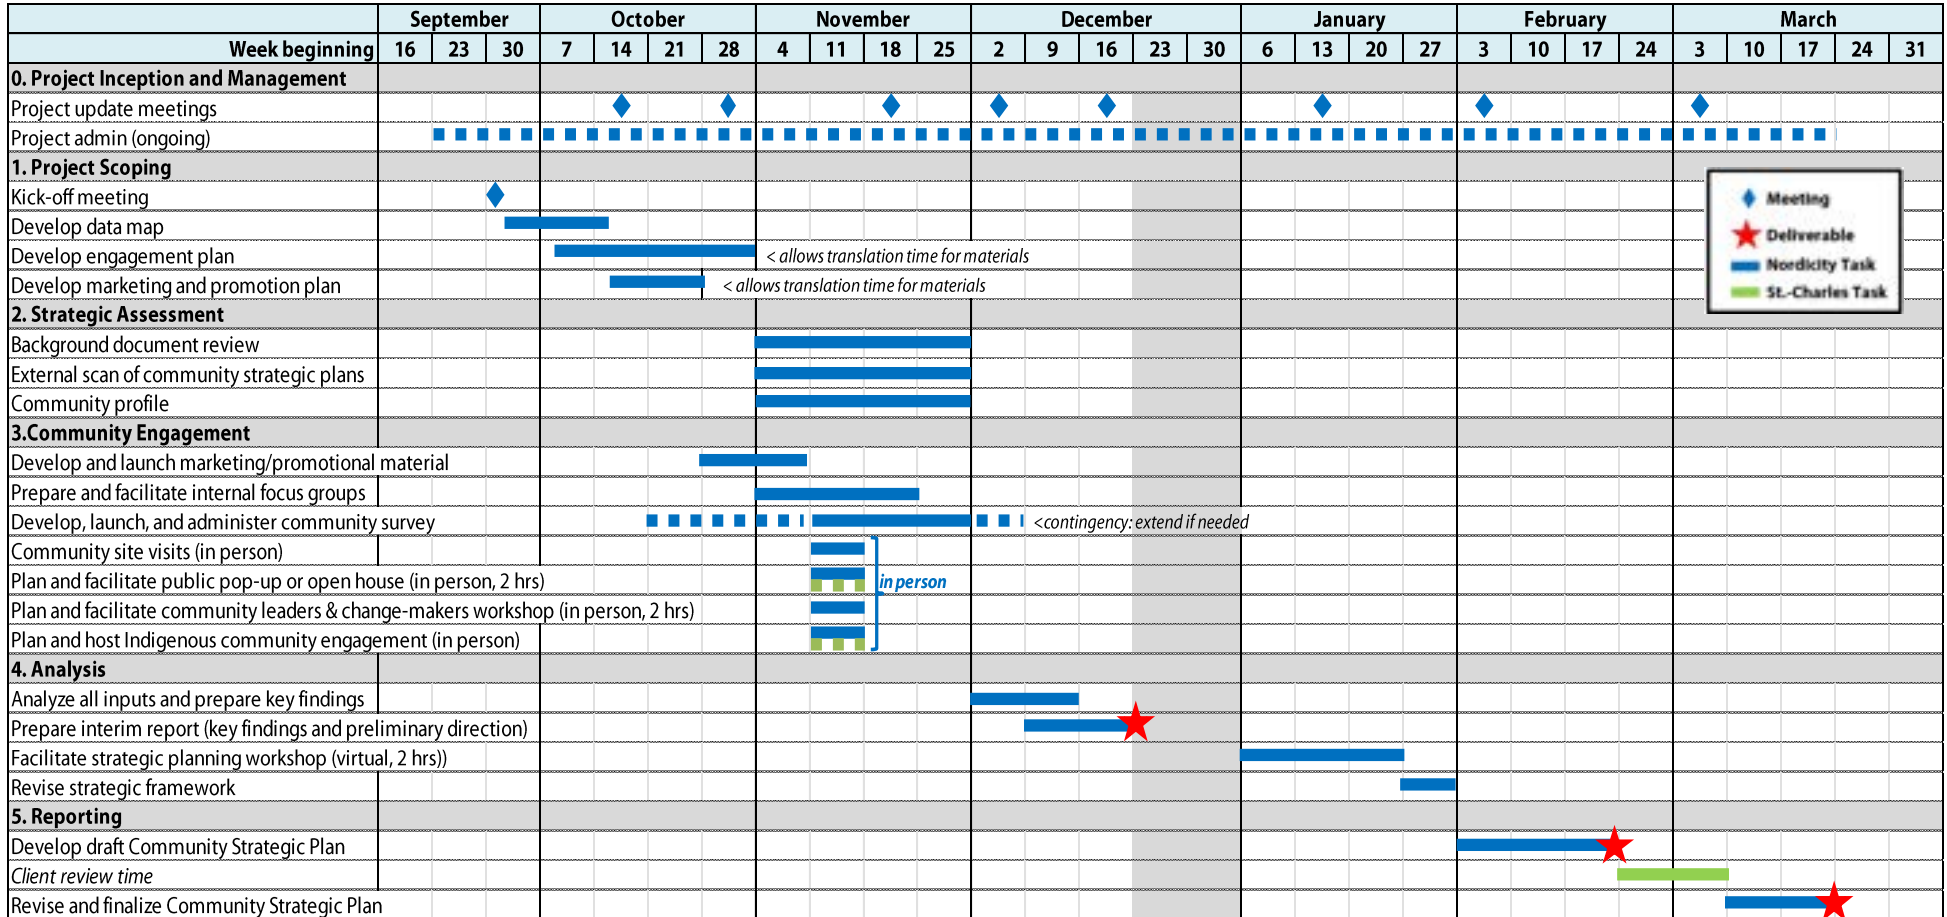 September October November December January February March
Week beginning 16 23 30 7 14 21 28 4 11 18 25 2 9 16 23 30 6 13 20 27 3 10 17 24 3 10 17 24 31
0. Project Inception and Management
Project update meetings
Project admin (ongoing)
1. Project Scoping
Kick-off meeting
Meeting
Develop data map
Deliverable
Develop engagement plan < allows translation time for materials
Nordicity Task
Develop marketing and promotion plan < allows translation time for materials
St.-Charles Task
2. Strategic Assessment
Background document review
External scan of community strategic plans
Community profile
3.Community Engagement
Develop and launch marketing/promotional material
Prepare and facilitate internal focus groups
Develop, launch, and administer community survey <contingency: extend if needed
Community site visits (in person)
Plan and facilitate public pop-up or open house (in person, 2 hrs) in person
Plan and facilitate community leaders & change-makers workshop (in person, 2 hrs)
Plan and host Indigenous community engagement (in person)
4. Analysis
Analyze all inputs and prepare key findings
Prepare interim report (key findings and preliminary direction)
Facilitate strategic planning workshop (virtual, 2 hrs))
Revise strategic framework
5. Reporting
Develop draft Community Strategic Plan
Client review time
Revise and finalize Community Strategic Plan